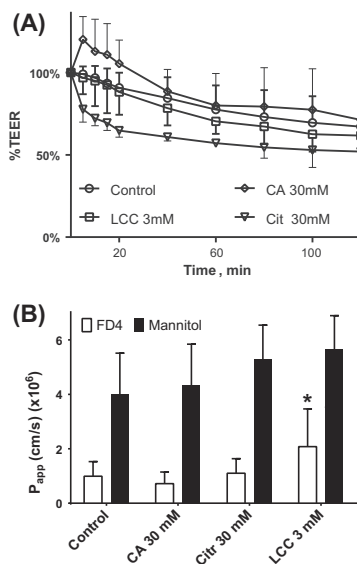 (A)
100%
50%
0%
%TEER
Control
CA 30mM
LCC 3mM
Cit 30mM
20
60
100
Time , min
(B)
FD4
Mannitol
6
4
2
0
Papp (cm/s) (x10⁶)
*
Control
CA 30 mM
Citr 30 mM
LCC 3 mM